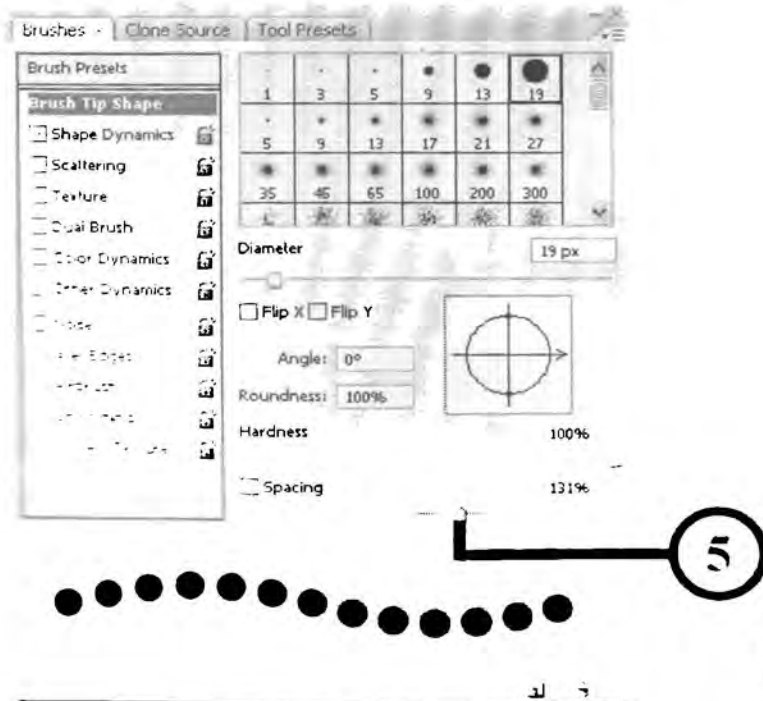 Brushes
Clone Source
Tool Presets
Brush Presets
Brush Tip Shape
Shape Dynamics
Scattering
Texture
Dual Brush
Color Dynamics
Other Dynamics
1 3 5 9 13 19
5 9 13 17 21 27
35 45 65 100 200 300
Diameter 19 px
Flip X Flip Y
Angle: 0°
Roundness: 100%
Hardness 100%
Spacing 131%
5